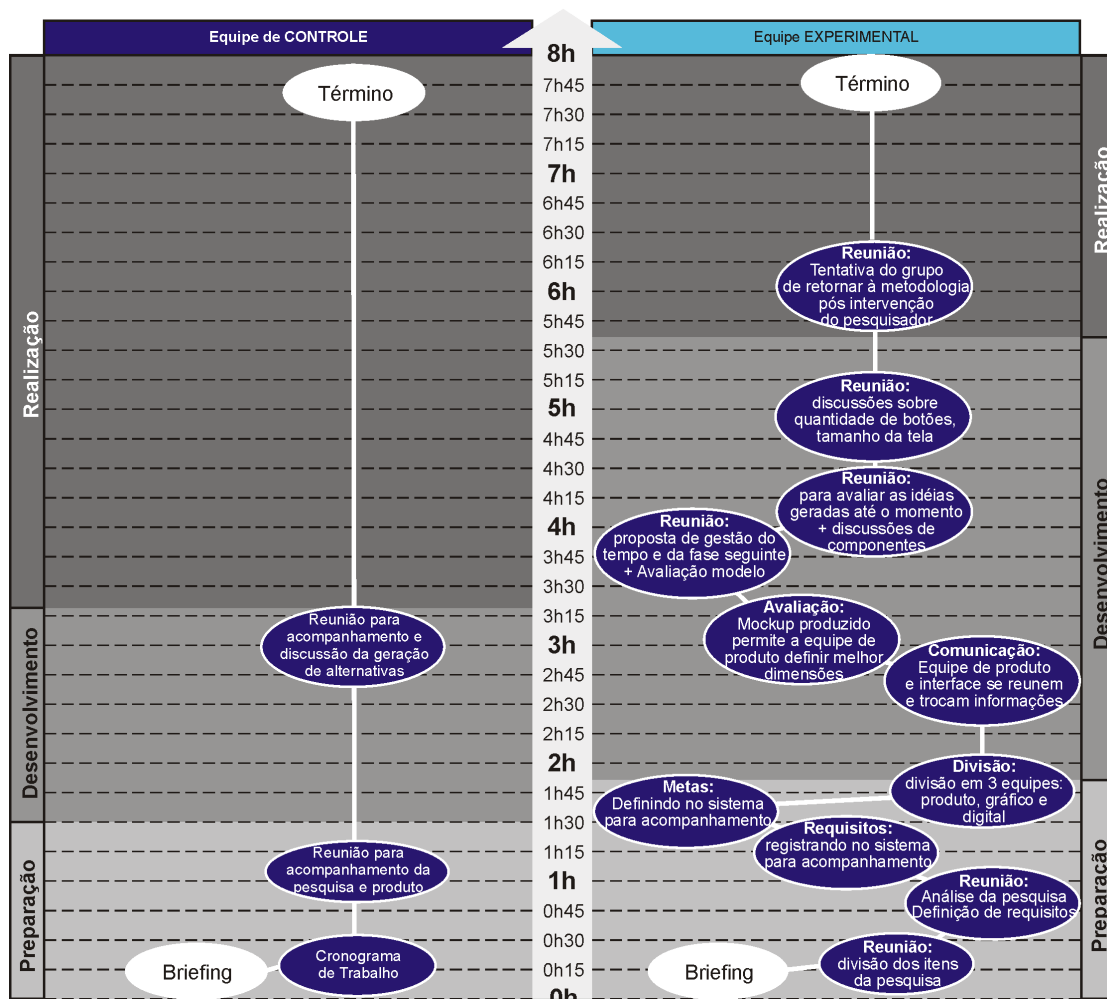 Equipe de CONTROLE
Equipe EXPERIMENTAL
8h
7h45
7h30
7h15
7h
6h45
6h30
6h15
6h
5h45
5h30
5h15
5h
4h45
4h30
4h15
4h
3h45
3h30
3h15
3h
2h45
2h30
2h15
2h
1h45
1h30
1h15
1h
0h45
0h30
0h15
0h
Realização
Desenvolvimento
Preparação
Término
Reunião para
acompanhamento e
discussão da geração
de alternativas
Reunião para
acompanhamento da
pesquisa e produto
Cronograma
de Trabalho
Briefing
Término
Reunião:
Tentativa do grupo
de retornar à metodologia
pós intervenção
do pesquisador
Reunião:
discussões sobre
quantidade de botões,
tamanho da tela
Reunião:
para avaliar as idéias
geradas até o momento
+ discussões de
componentes
Reunião:
proposta de gestão do
tempo e da fase seguinte
+ Avaliação modelo
Avaliação:
Mockup produzido
permite a equipe de
produto definir melhor
dimensões
Comunicação:
Equipe de produto
e interface se reunem
e trocam informações
Divisão:
divisão em 3 equipes:
produto, gráfico e
digital
Metas:
Definindo no sistema
para acompanhamento
Requisitos:
registrando no sistema
para acompanhamento
Reunião:
Análise da pesquisa
Definição de requisitos
Reunião:
divisão dos itens
da pesquisa
Briefing
Realização
Desenvolvimento
Preparação